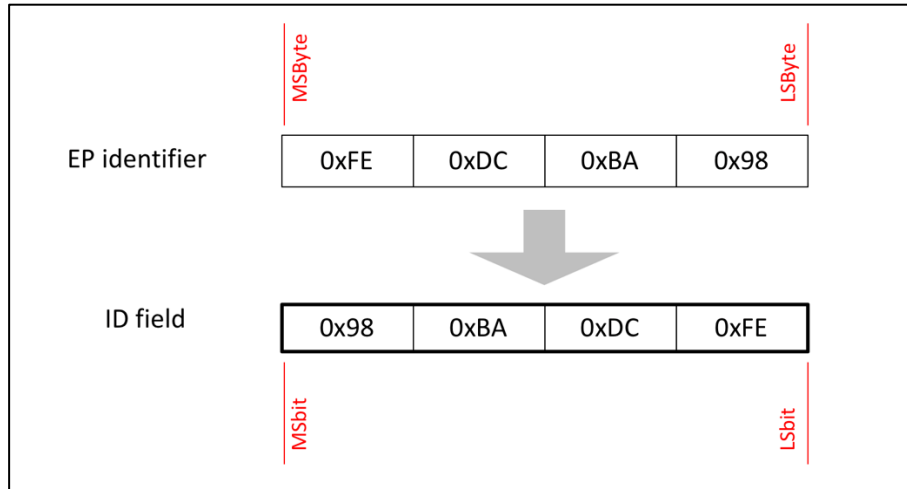 MSByte
LSByte
EP identifier
0xFE 0xDC 0xBA 0x98
ID field
0x98 0xBA 0xDC 0xFE
MSbit
LSbit